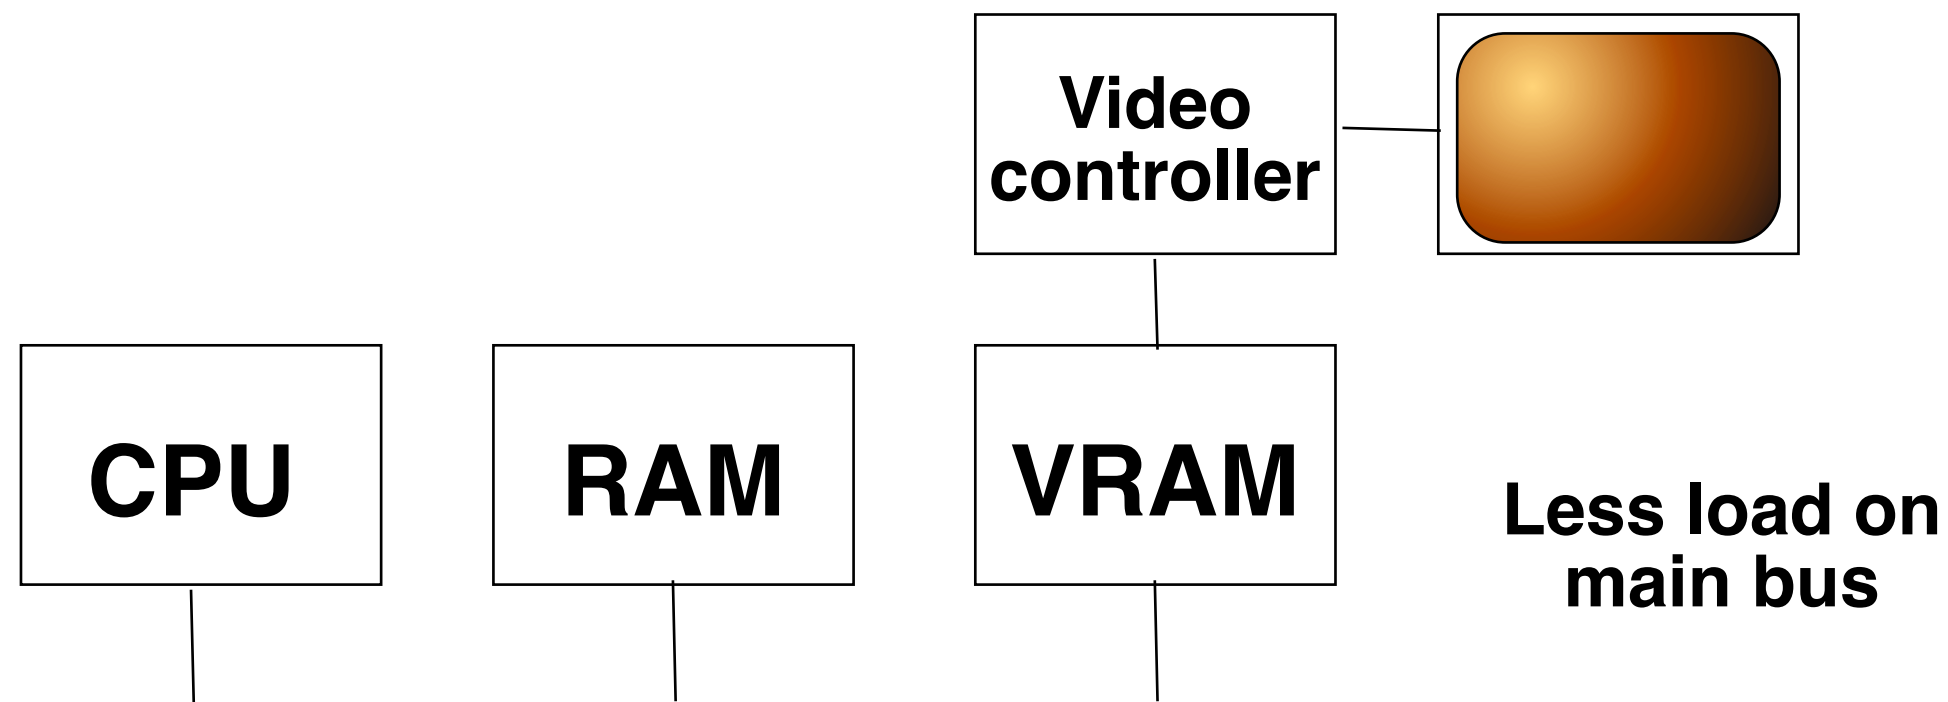 Video
controller
CPU
RAM
VRAM
Less load on
main bus